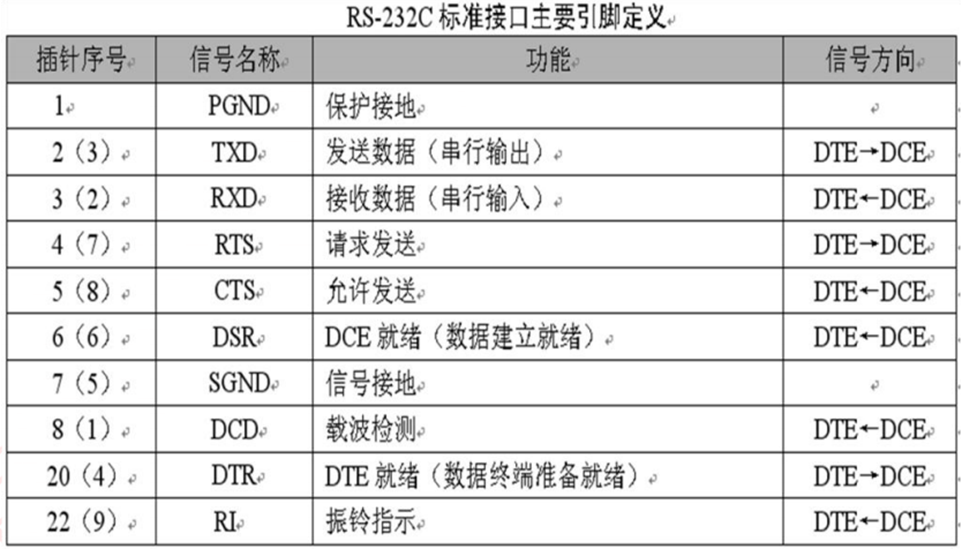 RS-232C 标准接口主要引脚定义
插针序号 信号名称 功能 信号方向
1 PGND 保护接地
2（3） TXD 发送数据（串行输出） DTE→DCE
3（2） RXD 接收数据（串行输入） DTE←DCE
4（7） RTS 请求发送 DTE→DCE
5（8） CTS 允许发送 DTE←DCE
6（6） DSR DCE 就绪（数据建立就绪） DTE←DCE
7（5） SGND 信号接地
8（1） DCD 载波检测 DTE←DCE
20（4） DTR DTE 就绪（数据终端准备就绪） DTE→DCE
22（9） RI 振铃指示 DTE←DCE